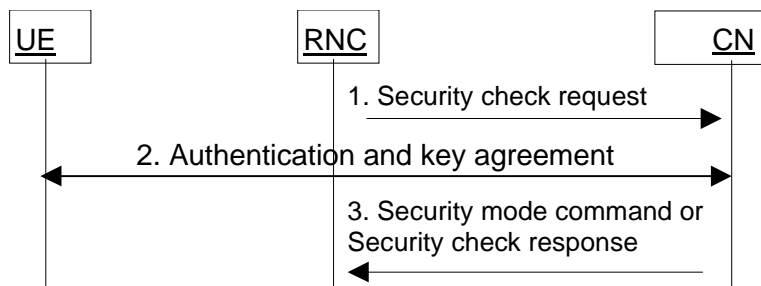 UE
RNC
CN
1. Security check request
2. Authentication and key agreement
3. Security mode command or
Security check response